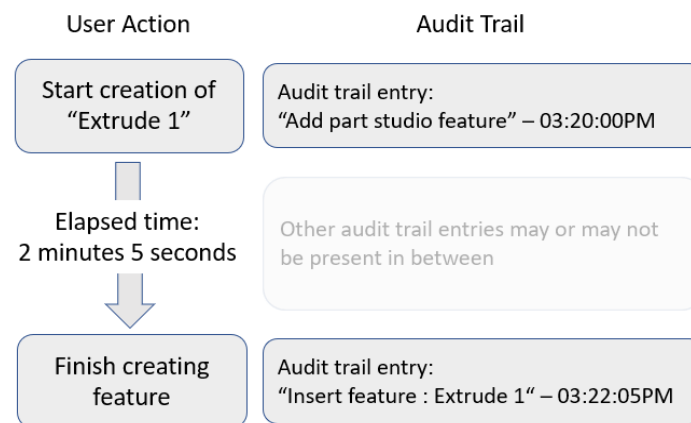 User Action
Audit Trail
Start creation of
“Extrude 1”
Audit trail entry:
“Add part studio feature” – 03:20:00PM
Elapsed time:
2 minutes 5 seconds
Other audit trail entries may or may not
be present in between
Finish creating
feature
Audit trail entry:
“Insert feature : Extrude 1“ – 03:22:05PM